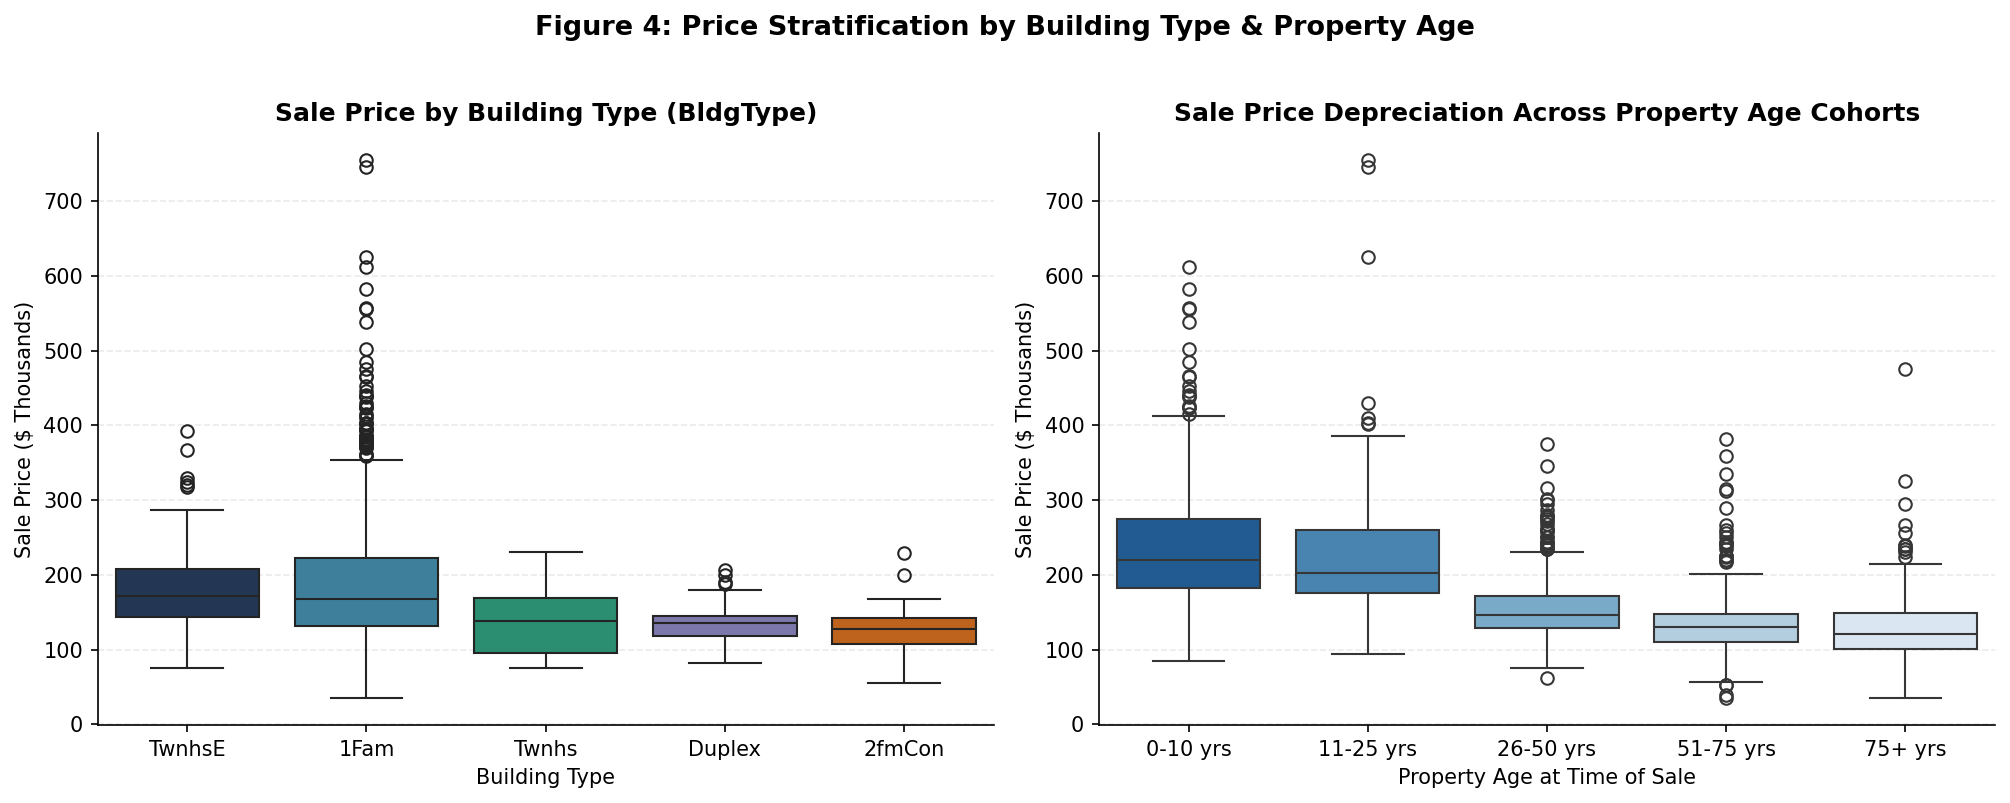 Figure 4: Price Stratification by Building Type & Property Age
Sale Price by Building Type (BldgType)
Sale Price ($ Thousands)
700
600
500
400
300
200
100
0
TwnhsE 1Fam Twnhs Duplex 2fmCon
Building Type
Sale Price Depreciation Across Property Age Cohorts
Sale Price ($ Thousands)
700
600
500
400
300
200
100
0
0-10 yrs 11-25 yrs 26-50 yrs 51-75 yrs 75+ yrs
Property Age at Time of Sale